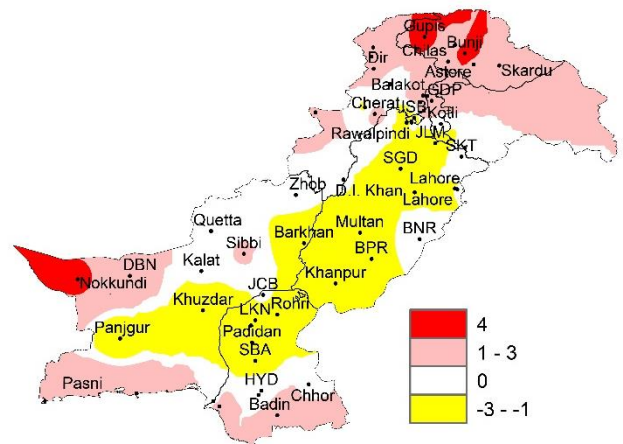 Gupis
Chilas
Bunji
Dir
Astore
Skardu
Balakot
GDP
Cherat
ISB
Kotli
Rawalpindi
JLM
SKT
SGD
Zhob
D.I. Khan
Lahore
Lahore
Quetta
Multan
BNR
Barkhan
Sibbi
BPR
DBN
Kalat
Khanpur
Nokkundi
JCB
Khuzdar
LKN
Rohri
Panjgur
Padidan
SBA
Pasni
HYD
Chhor
Badin
4
1 - 3
0
-3 - -1